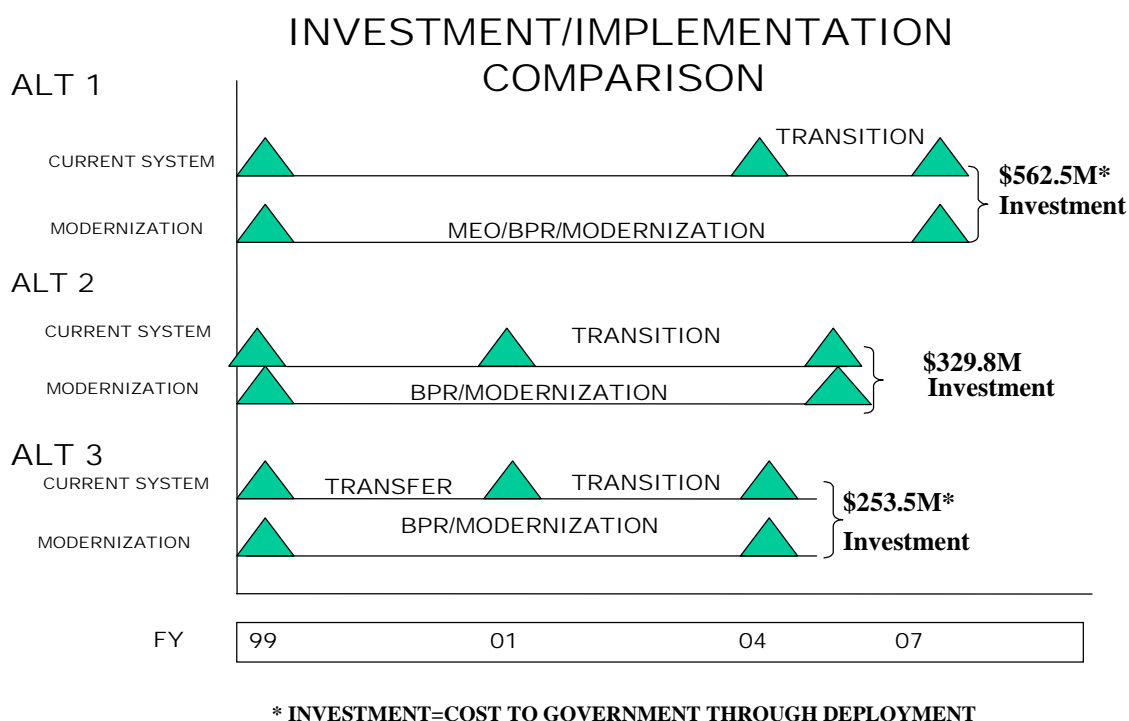 INVESTMENT/IMPLEMENTATION
COMPARISON
ALT 1
TRANSITION
CURRENT SYSTEM
$562.5M*
Investment
MODERNIZATION
MEO/BPR/MODERNIZATION
ALT 2
CURRENT SYSTEM
TRANSITION
$329.8M
Investment
MODERNIZATION
BPR/MODERNIZATION
ALT 3
CURRENT SYSTEM
TRANSFER
TRANSITION
$253.5M*
Investment
BPR/MODERNIZATION
MODERNIZATION
FY 99 01 04 07
* INVESTMENT=COST TO GOVERNMENT THROUGH DEPLOYMENT